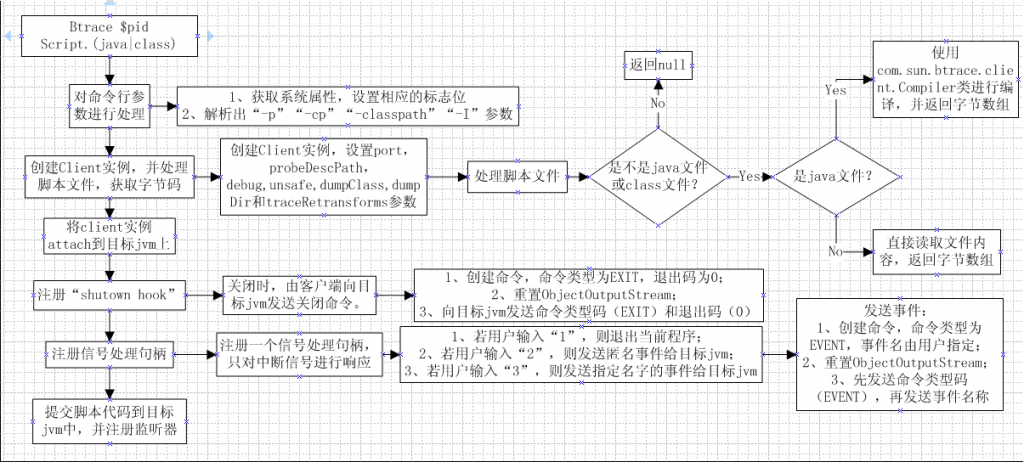 Btrace $pid
Script.(java|class)
对命令行参
数进行处理
1、获取系统属性，设置相应的标志位
2、解析出“-p”“-cp”“-classpath”“-I”参数
创建Client实例，并处理
脚本文件，获取字节码
创建Client实例，设置port，
probeDescPath，
debug,unsafe,dumpClass,dump
Dir和traceRetransforms参数
处理脚本文件
是不是java文件
或class文件？
No
返回null
Yes
是java文件？
Yes
使用
com.sun.btrace.clie
nt.Compiler类进行编
译，并返回字节数组
No
直接读取文件内
容，返回字节数组
将client实例
attach到目标jvm上
注册“shutown hook”
关闭时，由客户端向目
标jvm发送关闭命令。
1、创建命令，命令类型为EXIT，退出码为0；
2、重置ObjectOutputStream；
3、向目标jvm发送命令类型码（EXIT）和退出码（0）
注册信号处理句柄
注册一个信号处理句柄，
只对中断信号进行响应
1、若用户输入“1”，则退出当前程序；
2、若用户输入“2”，则发送匿名事件给目标jvm；
3、若用户输入“3”，则发送指定名字的事件给目标jvm
发送事件：
1、创建命令，命令类型为
EVENT，事件名由用户指定；
2、重置ObjectOutputStream；
3、先发送命令类型码
（EVENT），再发送事件名称
提交脚本代码到目标
jvm中，并注册监听器